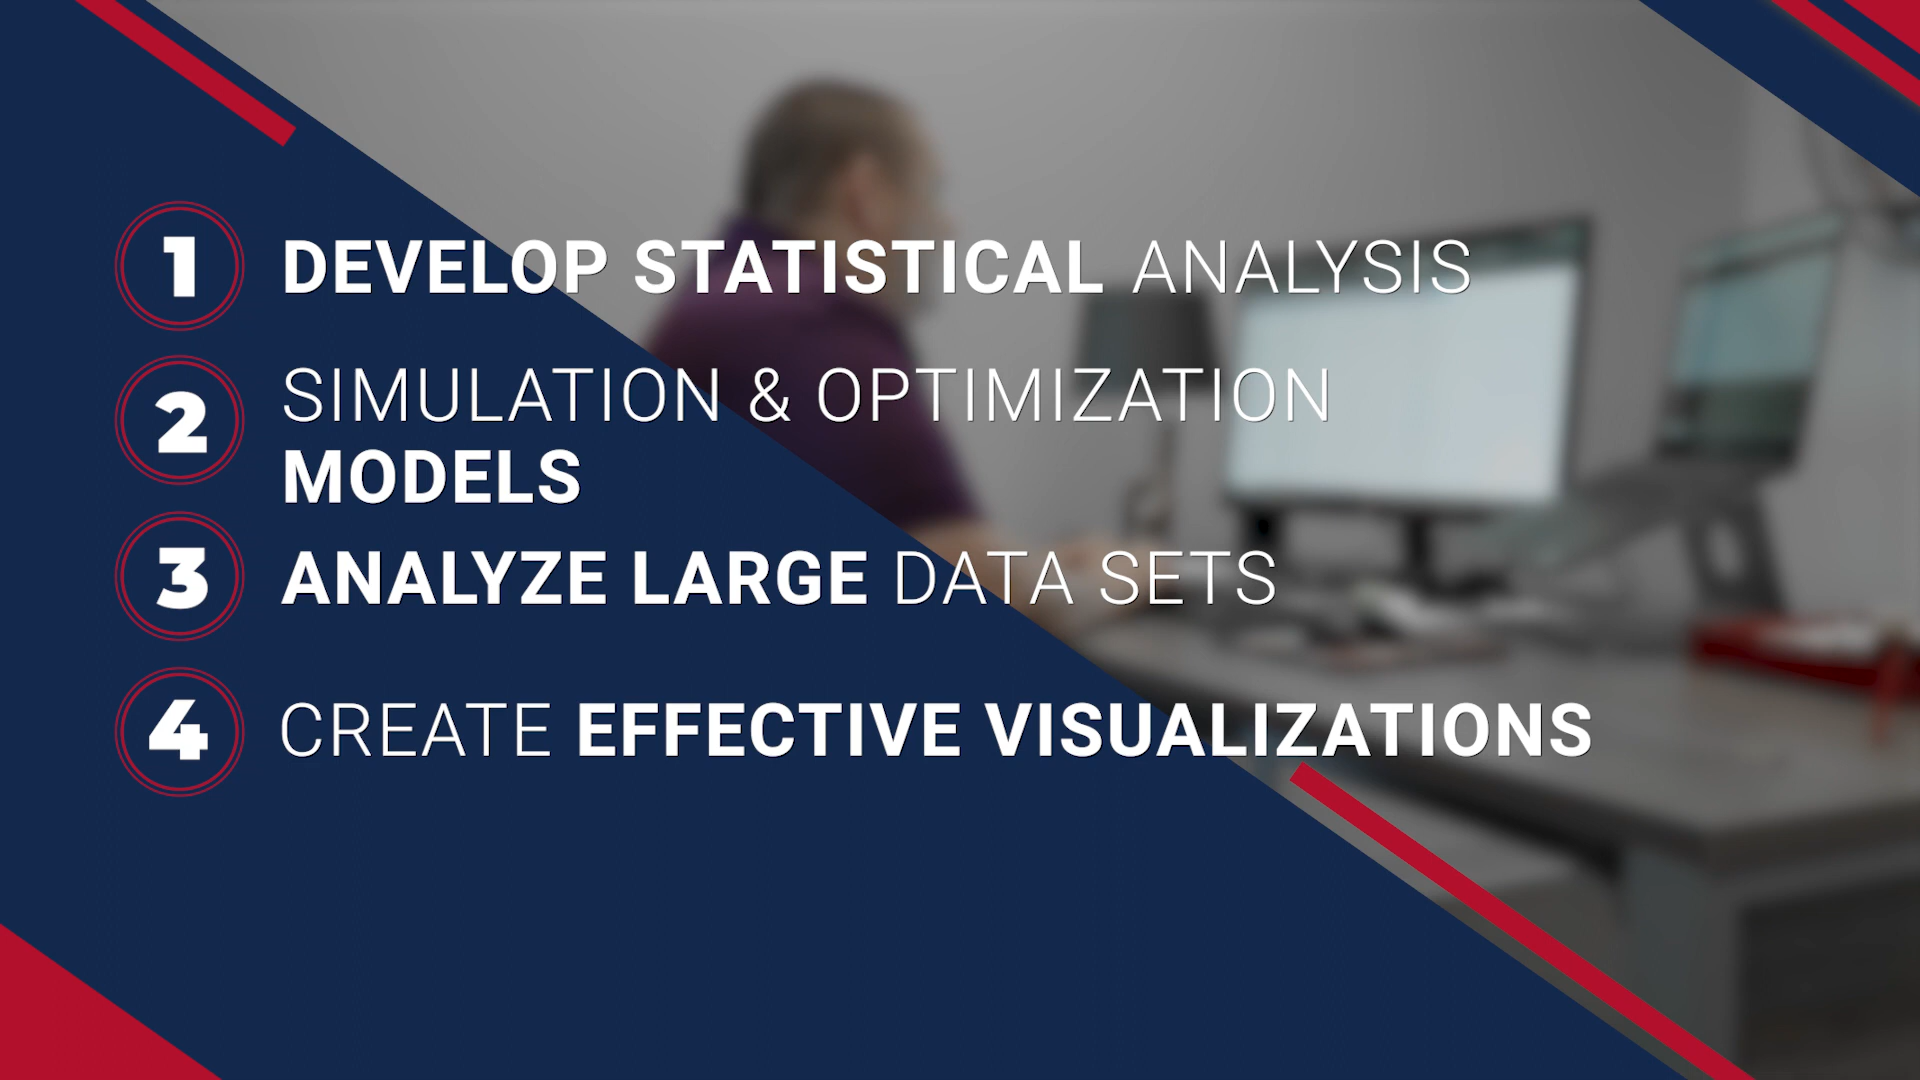 1 DEVELOP STATISTICAL ANALYSIS
2 SIMULATION & OPTIMIZATION
MODELS
3 ANALYZE LARGE DATA SETS
4 CREATE EFFECTIVE VISUALIZATIONS